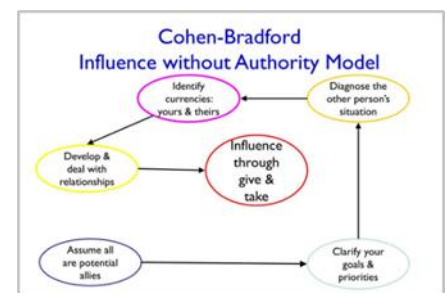 Cohen-Bradford
Influence without Authority Model
Identify
currencies:
yours & theirs
Diagnose the
other person's
situation
Develop &
deal with
relationships
Influence
through
give &
take
Assume all
are potential
allies
Clarify your
goals &
priorities